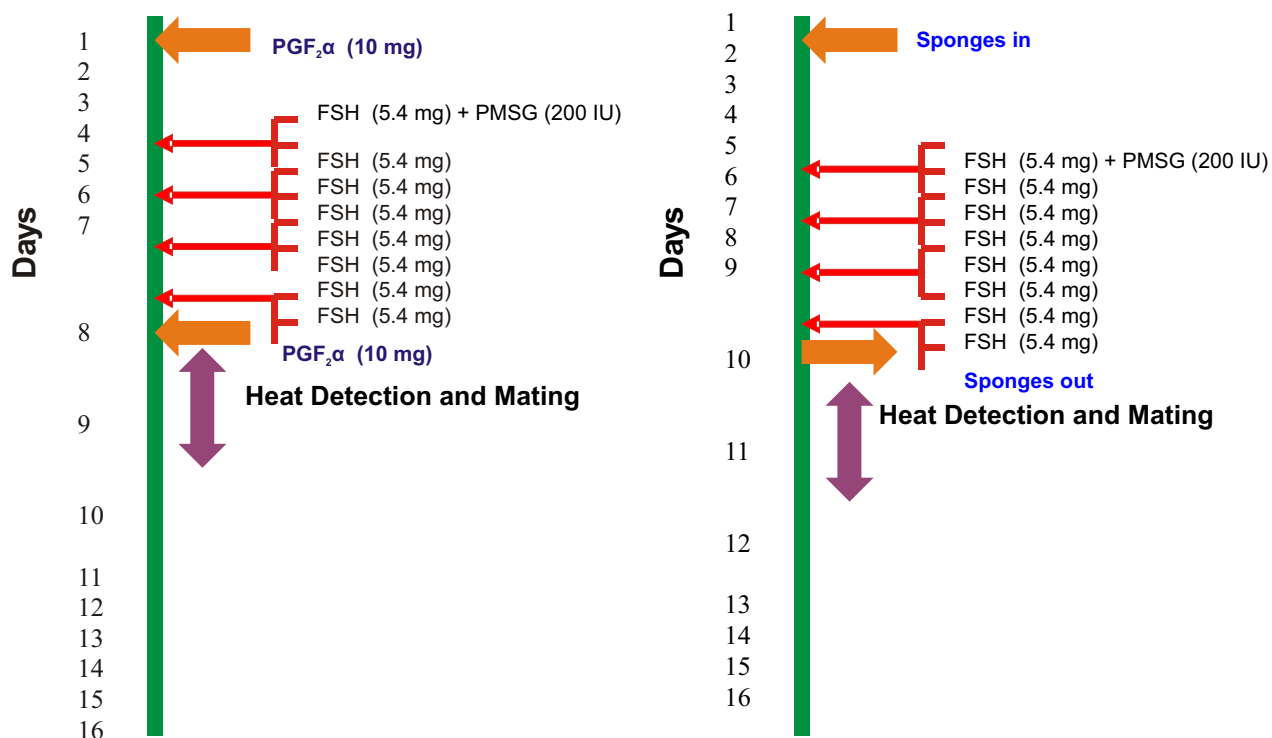 Days
1
2
3
4
5
6
7
8
9
10
11
12
13
14
15
16
PGF₂α (10 mg)
FSH (5.4 mg) + PMSG (200 IU)
FSH (5.4 mg)
FSH (5.4 mg)
FSH (5.4 mg)
FSH (5.4 mg)
FSH (5.4 mg)
FSH (5.4 mg)
FSH (5.4 mg)
PGF₂α (10 mg)
Heat Detection and Mating
Days
1
2
3
4
5
6
7
8
9
10
11
12
13
14
15
16
Sponges in
FSH (5.4 mg) + PMSG (200 IU)
FSH (5.4 mg)
FSH (5.4 mg)
FSH (5.4 mg)
FSH (5.4 mg)
FSH (5.4 mg)
FSH (5.4 mg)
FSH (5.4 mg)
Sponges out
Heat Detection and Mating